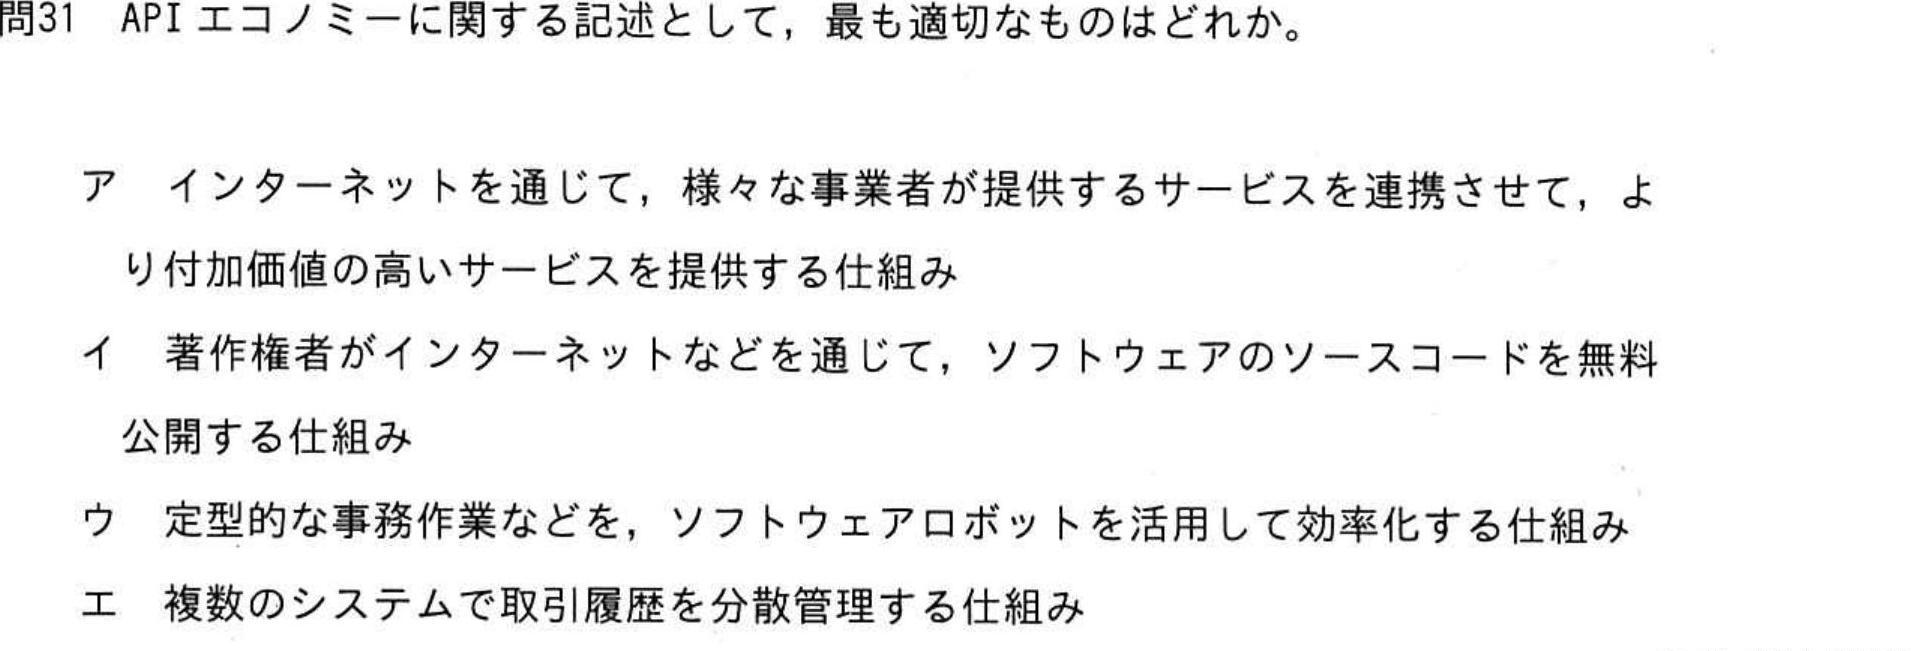 問31 APIエコノミーに関する記述として，最も適切なものはどれか。
ア インターネットを通じて，様々な事業者が提供するサービスを連携させて，よ
り付加価値の高いサービスを提供する仕組み
イ 著作権者がインターネットなどを通じて，ソフトウェアのソースコードを無料
公開する仕組み
ウ 定型的な事務作業などを，ソフトウェアロボットを活用して効率化する仕組み
エ 複数のシステムで取引履歴を分散管理する仕組み